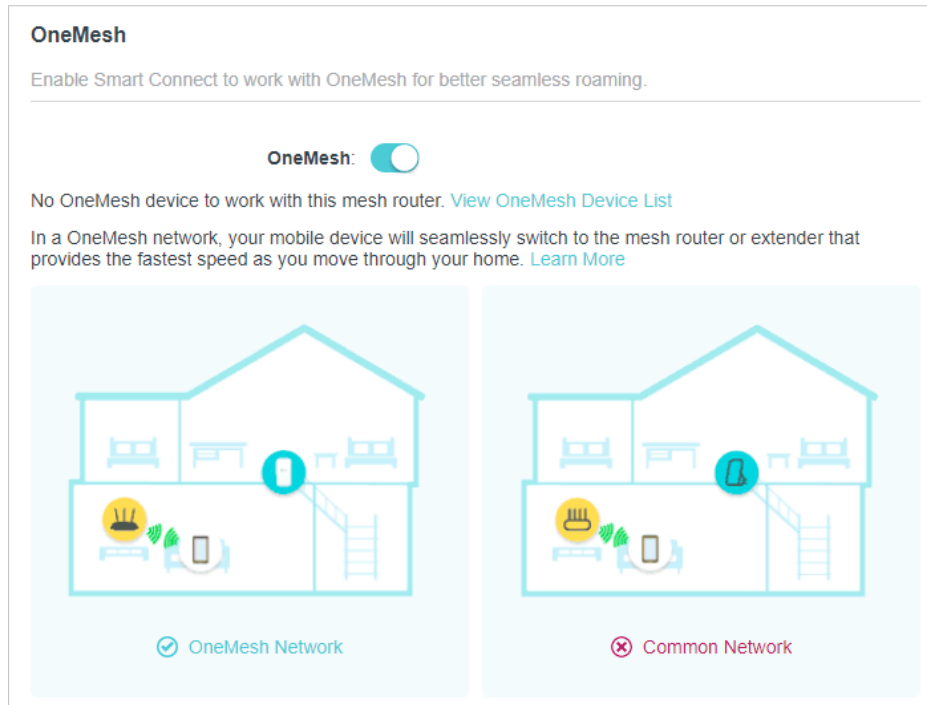 OneMesh
Enable Smart Connect to work with OneMesh for better seamless roaming.
OneMesh:
No OneMesh device to work with this mesh router. View OneMesh Device List
In a OneMesh network, your mobile device will seamlessly switch to the mesh router or extender that
provides the fastest speed as you move through your home. Learn More
OneMesh Network
Common Network